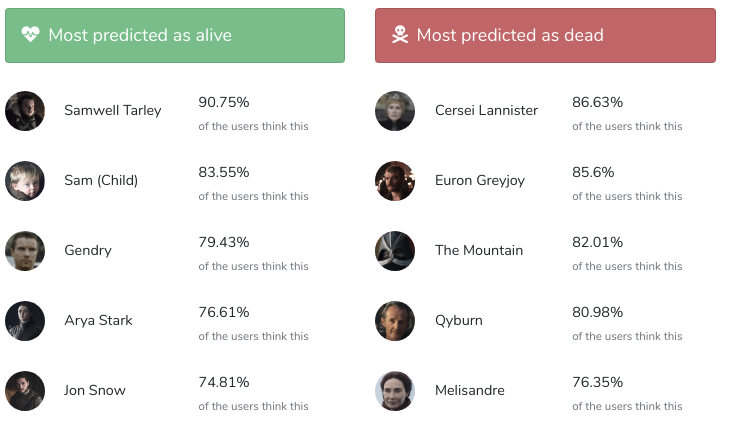 Most predicted as alive
Samwell Tarley
90.75%
of the users think this
Sam (Child)
83.55%
of the users think this
Gendry
79.43%
of the users think this
Arya Stark
76.61%
of the users think this
Jon Snow
74.81%
of the users think this
Most predicted as dead
Cersei Lannister
86.63%
of the users think this
Euron Greyjoy
85.6%
of the users think this
The Mountain
82.01%
of the users think this
Qyburn
80.98%
of the users think this
Melisandre
76.35%
of the users think this